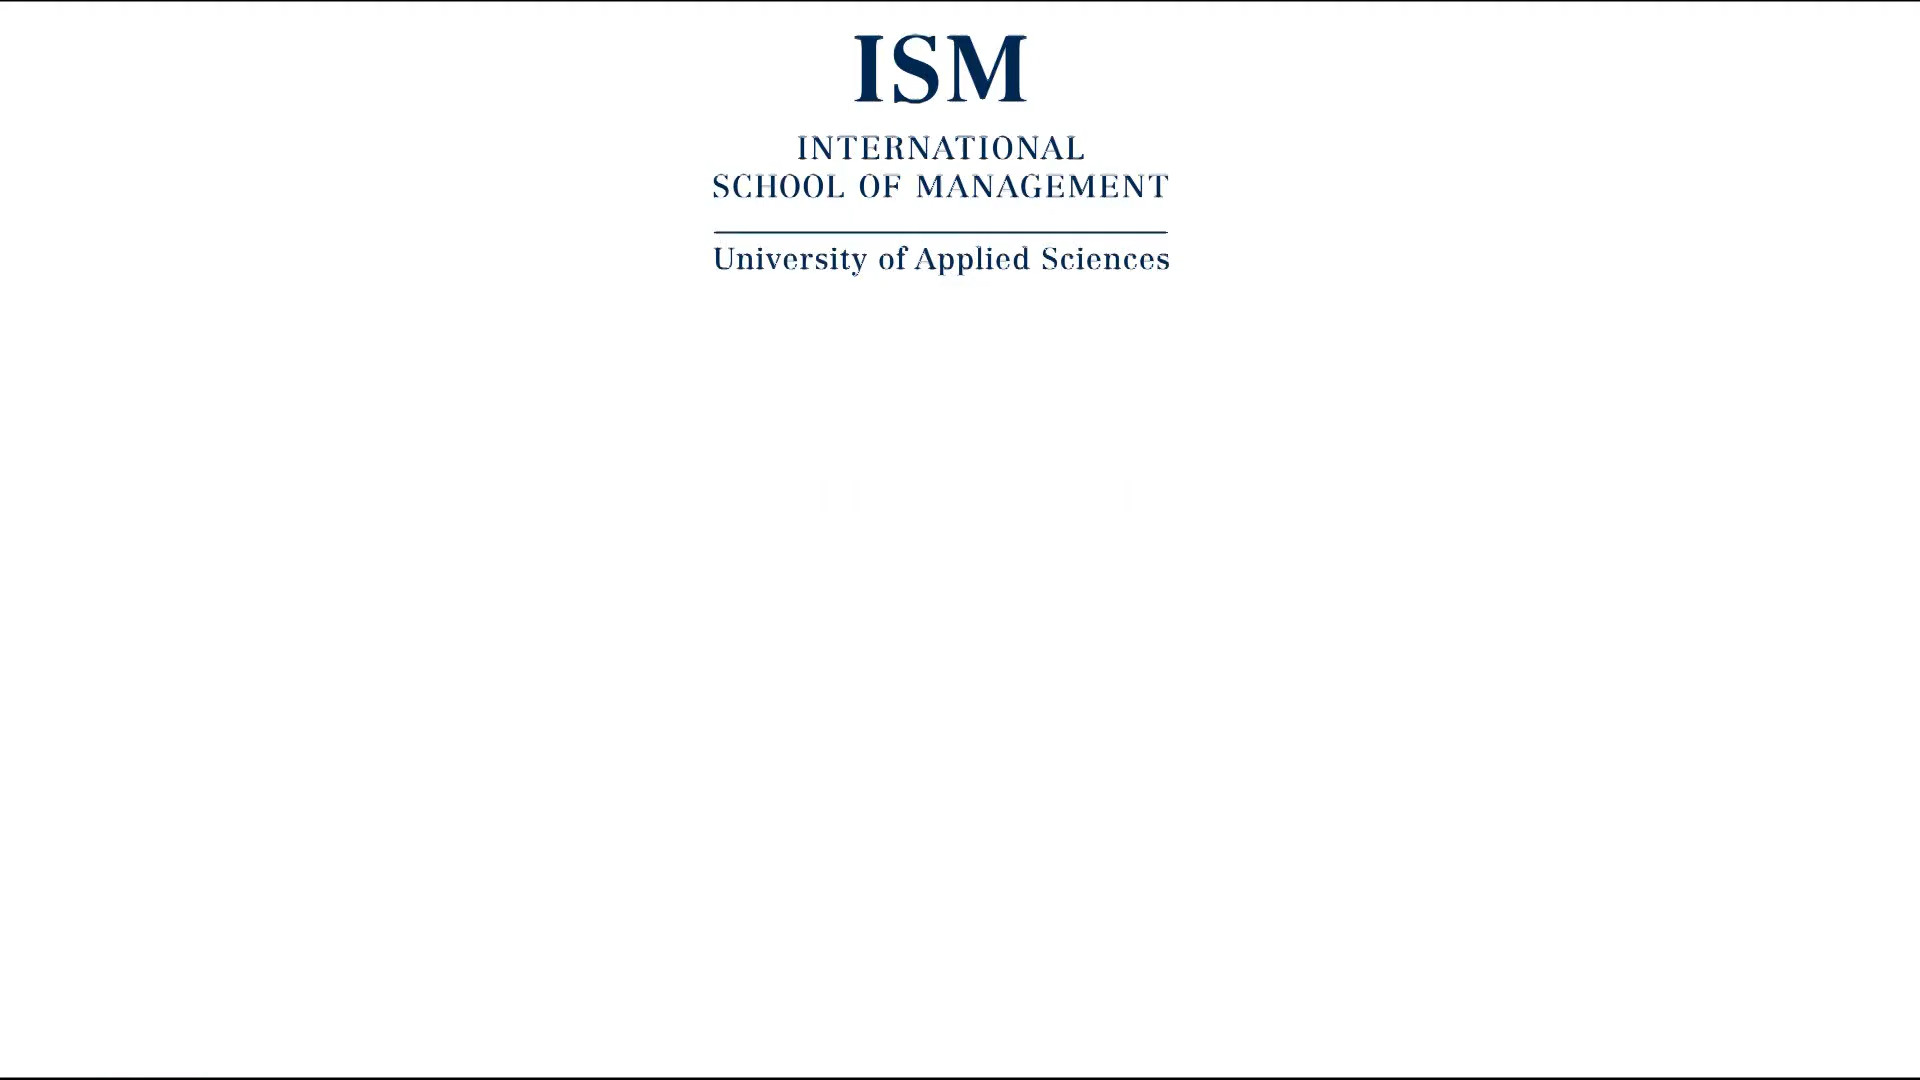 ISM
INTERNATIONAL
SCHOOL OF MANAGEMENT
University of Applied Sciences